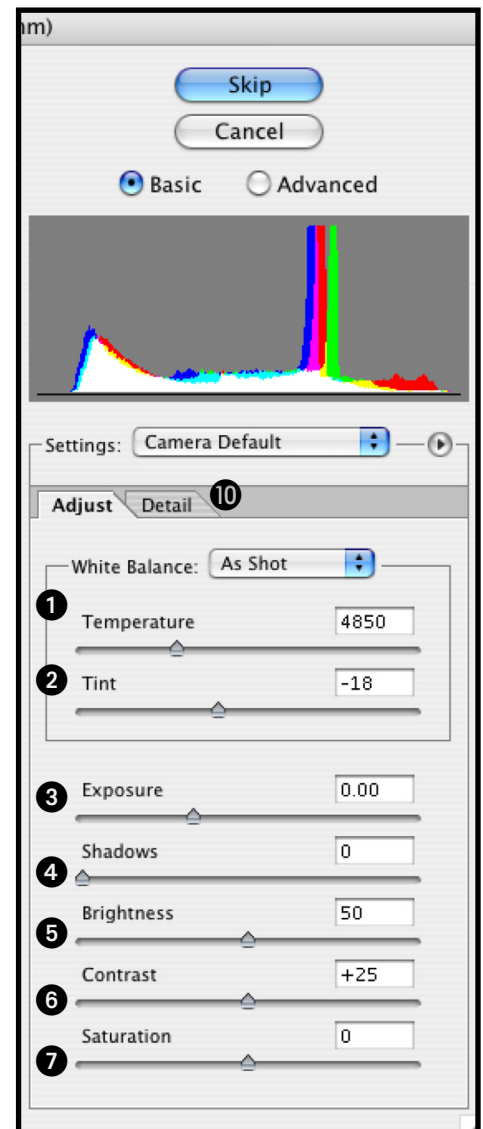 nm)
Skip
Cancel
Basic Advanced
Settings: Camera Default
Adjust Detail 10
White Balance: As Shot
1
Temperature 4850
2 Tint -18
3 Exposure 0.00
Shadows 0
4
Brightness 50
5
Contrast +25
6
Saturation 0
7